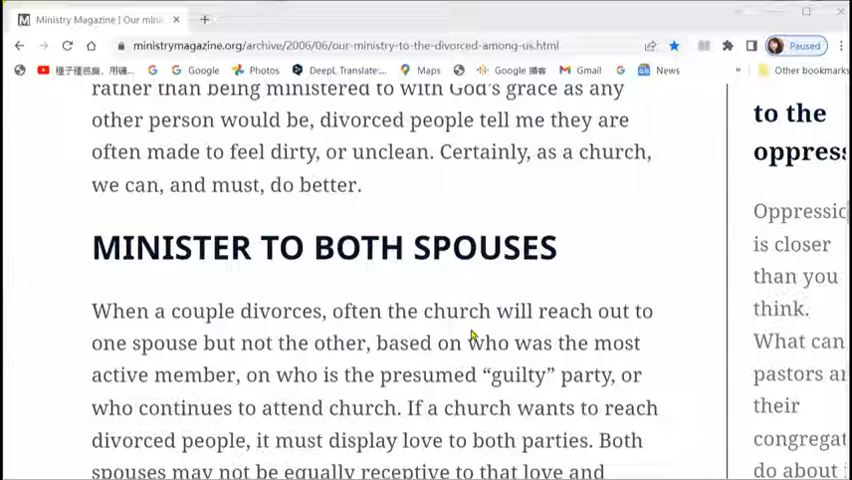 Ministry Magazine | Our mini
ministrymagazine.org/archive/2006/06/our-ministry-to-the-divorced-among-us.html
Paused
Google
Photos
DeepL Translate:...
Maps
Google 博客
Gmail
News
»
Other bookmarks
rather than being ministered to with God's grace as any
other person would be, divorced people tell me they are
often made to feel dirty, or unclean. Certainly, as a church,
we can, and must, do better.
MINISTER TO BOTH SPOUSES
When a couple divorces, often the church will reach out to
one spouse but not the other, based on who was the most
active member, on who is the presumed “guilty” party, or
who continues to attend church. If a church wants to reach
divorced people, it must display love to both parties. Both
spouses may not be equally receptive to that love and
to the
oppress
Oppressio
is closer
than you
think.
What can
pastors an
their
congregat
do about i